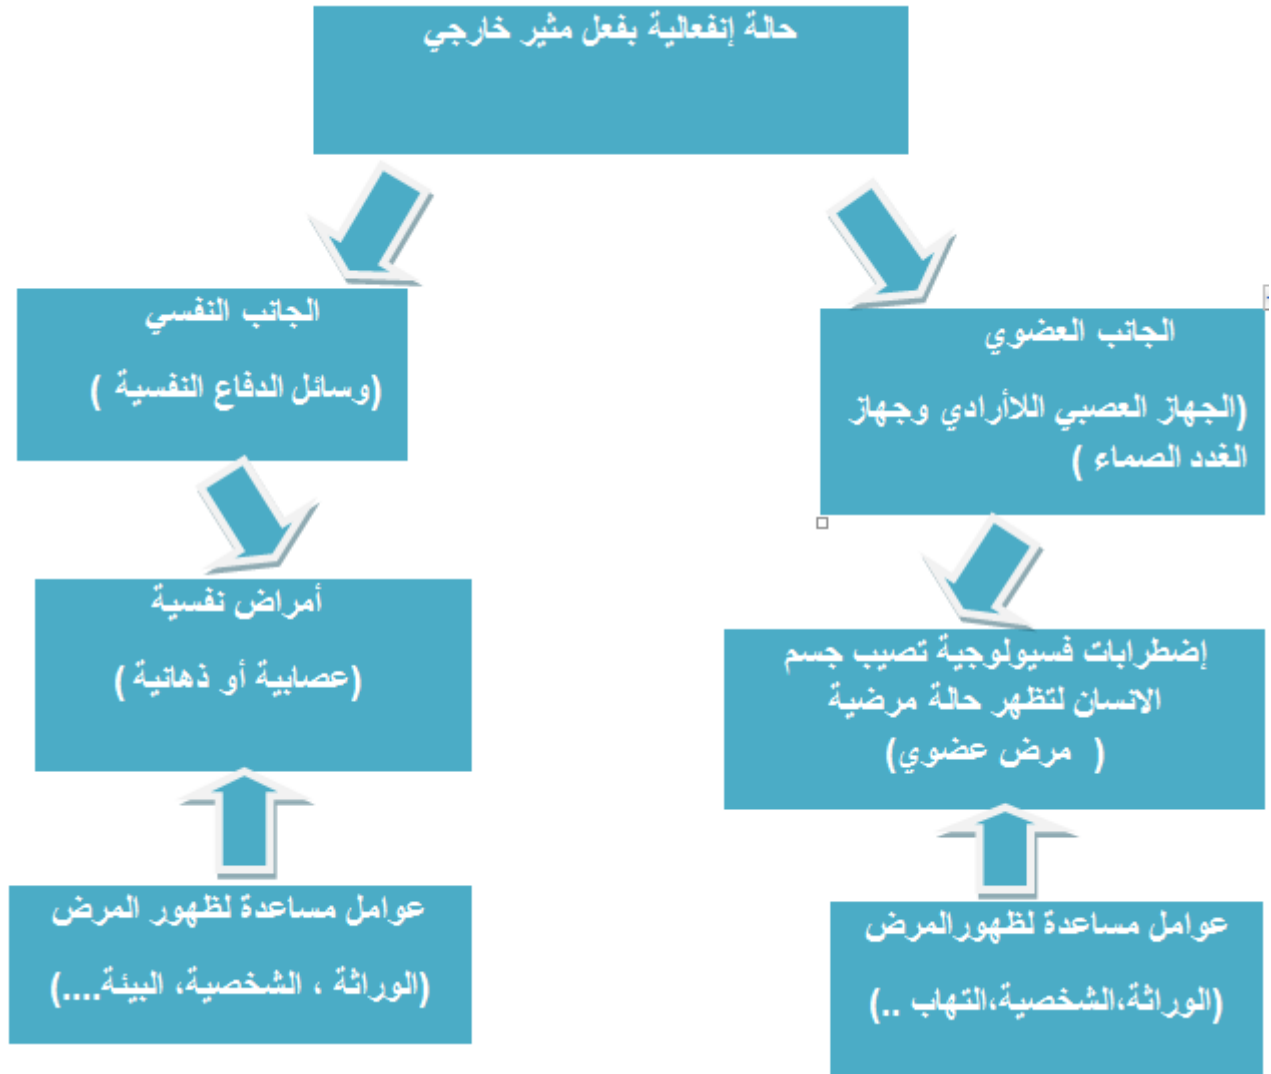 حالة إنفعالية بفعل مثير خارجي
الجانب العضوي
(الجهاز العصبي اللاأرادي وجهاز
الغدد الصماء )
الجانب النفسي
(وسائل الدفاع النفسية )
إضطرابات فسيولوجية تصيب جسم
الانسان لتظهر حالة مرضية
( مرض عضوي)
أمراض نفسية
(عصابية أو ذهانية )
عوامل مساعدة لظهورالمرض
(الوراثة،الشخصية،التهاب ..)
عوامل مساعدة لظهور المرض
(الوراثة ، الشخصية، البيئة....)